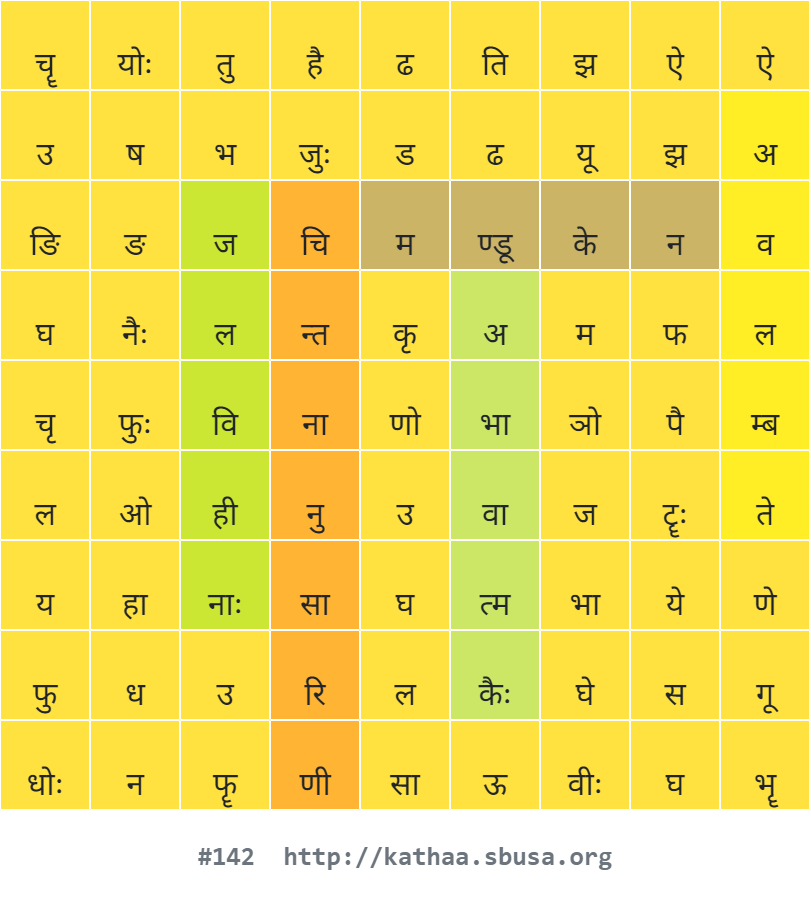 चॄ योः तु है ढ ति झ ऐ ऐ
उ ष भ जुः ड ढ यू झ अ
ङि ङ ज चि म ण्डू के न व
घ नैः ल न्त कृ अ म फ ल
चृ फुः वि ना णो भा ञो पै म्ब
ल ओ ही नु उ वा ज टॄः ते
य हा नाः सा घ त्म भा ये णे
फु ध उ रि ल कैः घे स गू
धोः न फॄ णी सा ऊ वीः घ भॄ
#142 http://kathaa.sbusa.org